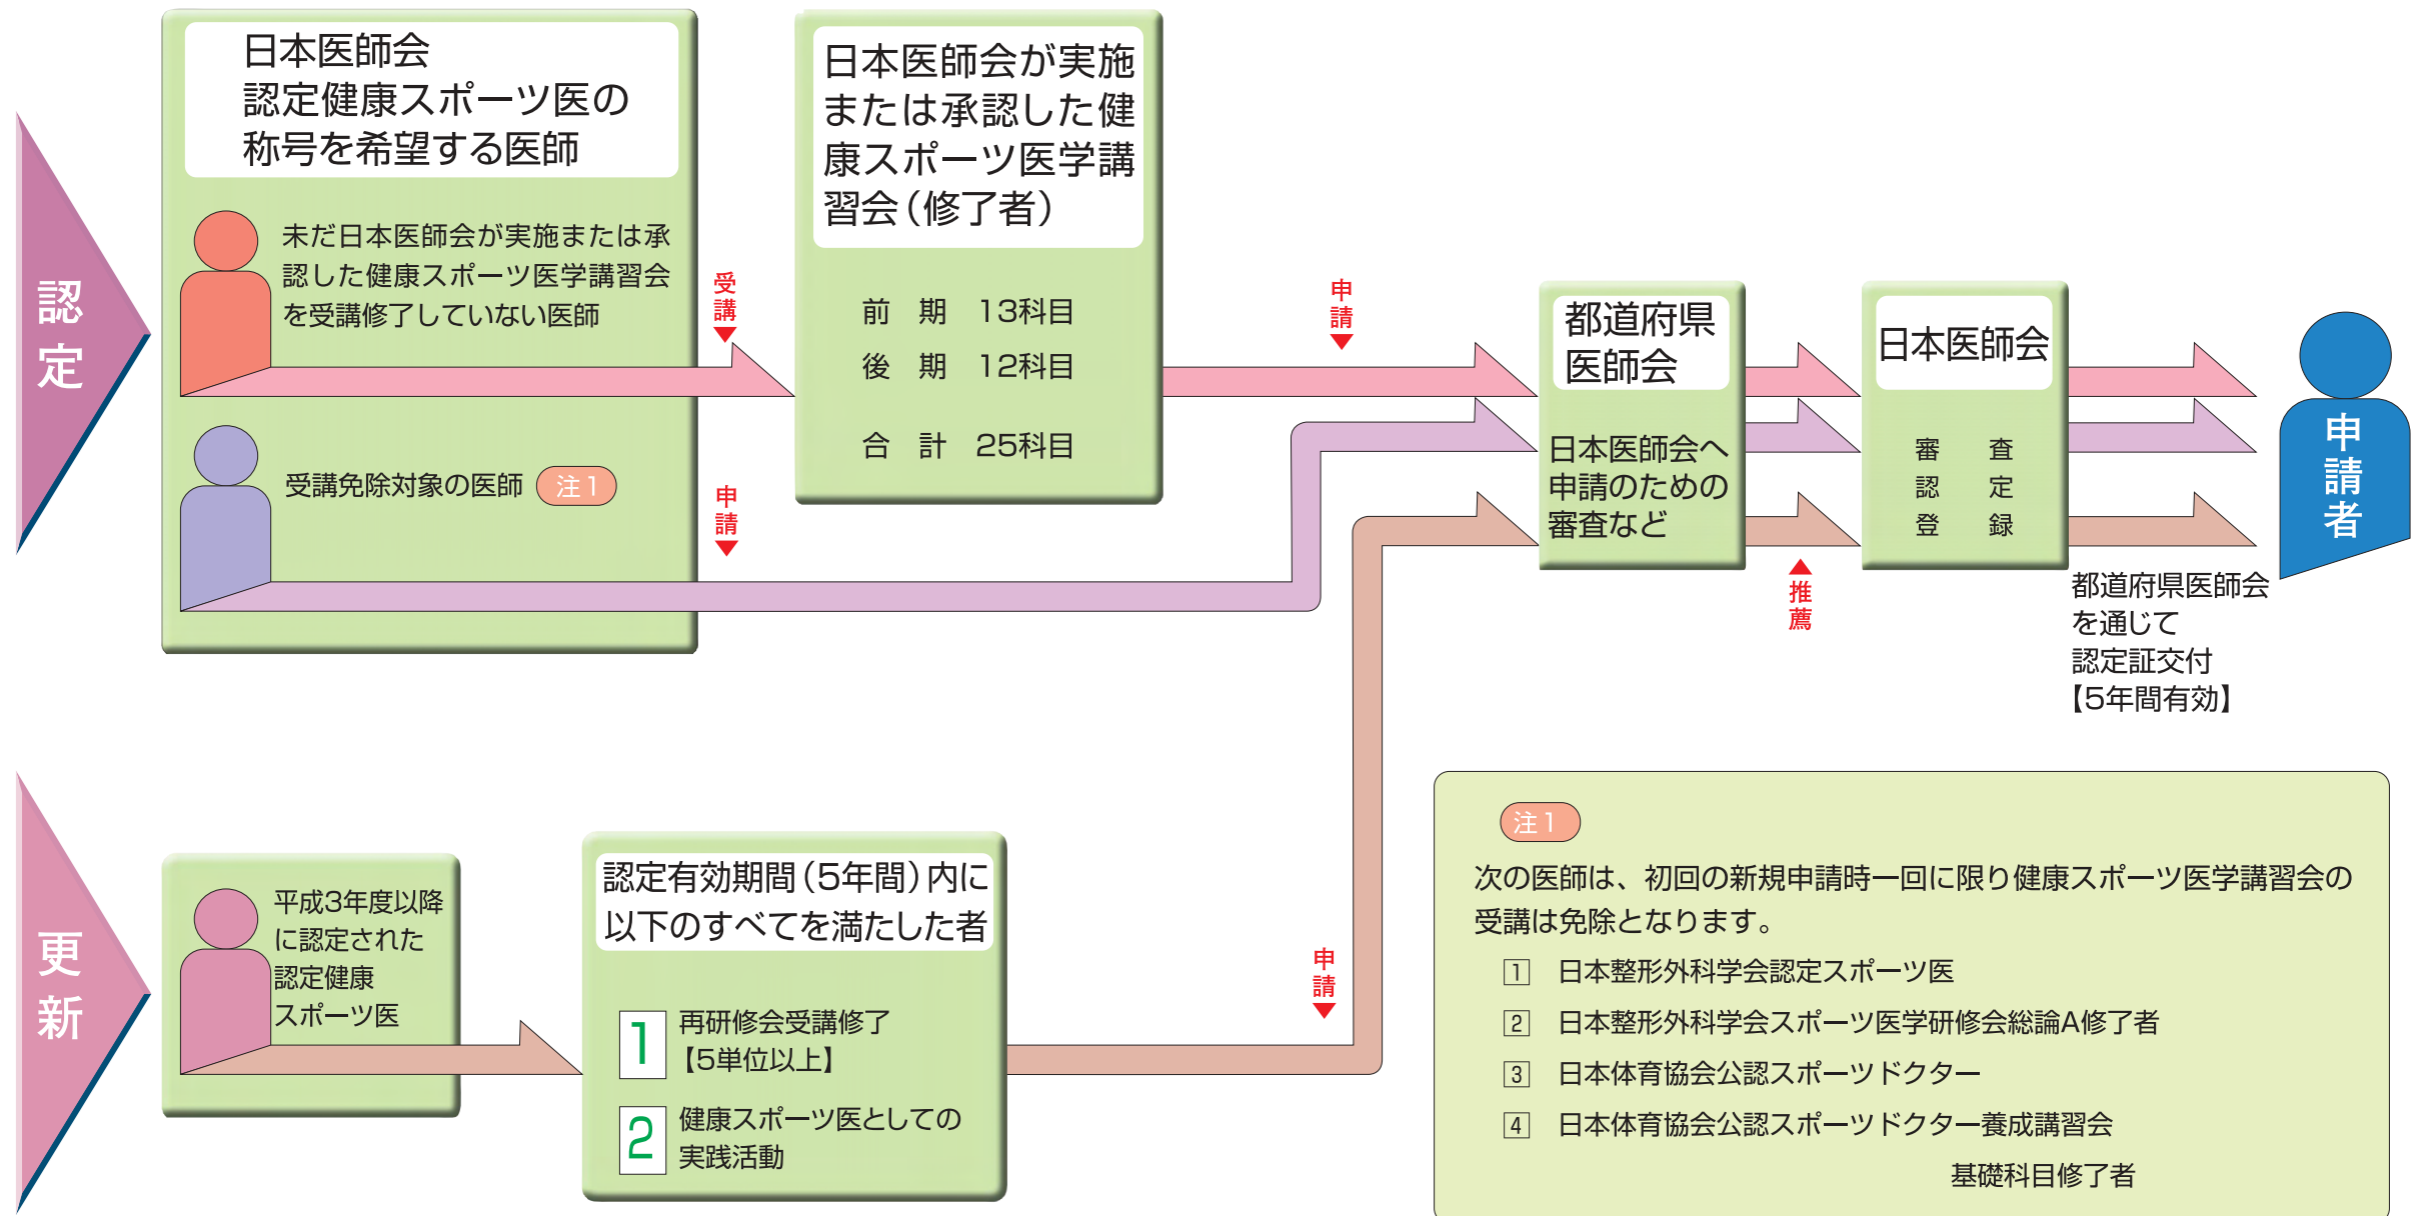 認定
日本医師会
認定健康スポーツ医の
称号を希望する医師
未だ日本医師会が実施または承
認した健康スポーツ医学講習会
を受講修了していない医師
受講
受講免除対象の医師 注1
申請
日本医師会が実施
または承認した健
康スポーツ医学講
習会(修了者)
前 期 13科目
後 期 12科目
合 計 25科目
申請
都道府県
医師会
日本医師会へ
申請のための
審査など
推薦
日本医師会
審 査
認 定
登 録
申請者
都道府県医師会
を通じて
認定証交付
【5年間有効】
更新
平成3年度以降
に認定された
認定健康
スポーツ医
認定有効期間(5年間)内に
以下のすべてを満たした者
1 再研修会受講修了
【5単位以上】
2 健康スポーツ医としての
実践活動
申請
注1
次の医師は、初回の新規申請時一回に限り健康スポーツ医学講習会の
受講は免除となります。
1 日本整形外科学会認定スポーツ医
2 日本整形外科学会スポーツ医学研修会総論A修了者
3 日本体育協会公認スポーツドクター
4 日本体育協会公認スポーツドクター養成講習会
基礎科目修了者